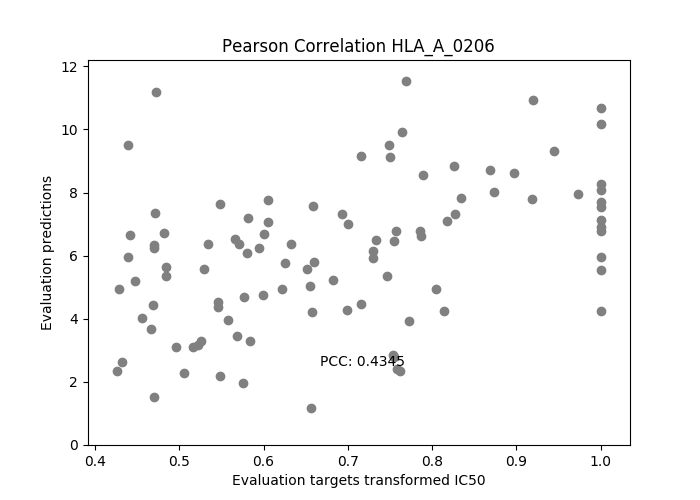 Pearson Correlation HLA_A_0206
12
10
8
6
4
2
0
Evaluation predictions
PCC: 0.4345
0.4 0.5 0.6 0.7 0.8 0.9 1.0
Evaluation targets transformed IC50